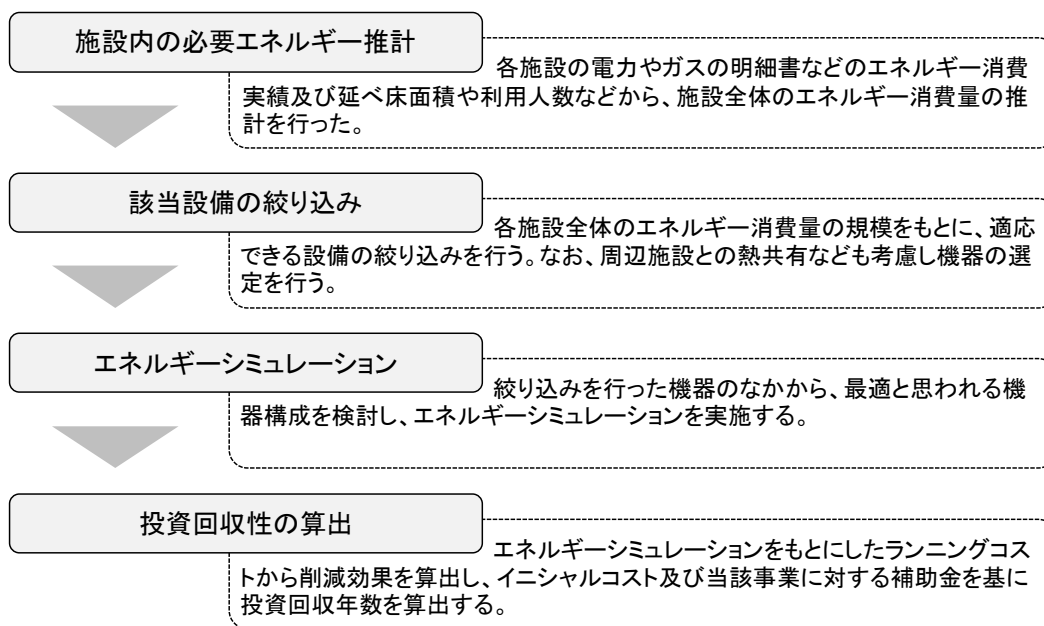 施設内の必要エネルギー推計
各施設の電力やガスの明細書などのエネルギー消費
実績及び延べ床面積や利用人数などから、施設全体のエネルギー消費量の推
計を行った。
該当設備の絞り込み
各施設全体のエネルギー消費量の規模をもとに、適応
できる設備の絞り込みを行う。なお、周辺施設との熱共有なども考慮し機器の選
定を行う。
エネルギーシミュレーション
絞り込みを行った機器のなかから、最適と思われる機
器構成を検討し、エネルギーシミュレーションを実施する。
投資回収性の算出
エネルギーシミュレーションをもとにしたランニングコス
トから削減効果を算出し、イニシャルコスト及び当該事業に対する補助金を基に
投資回収年数を算出する。